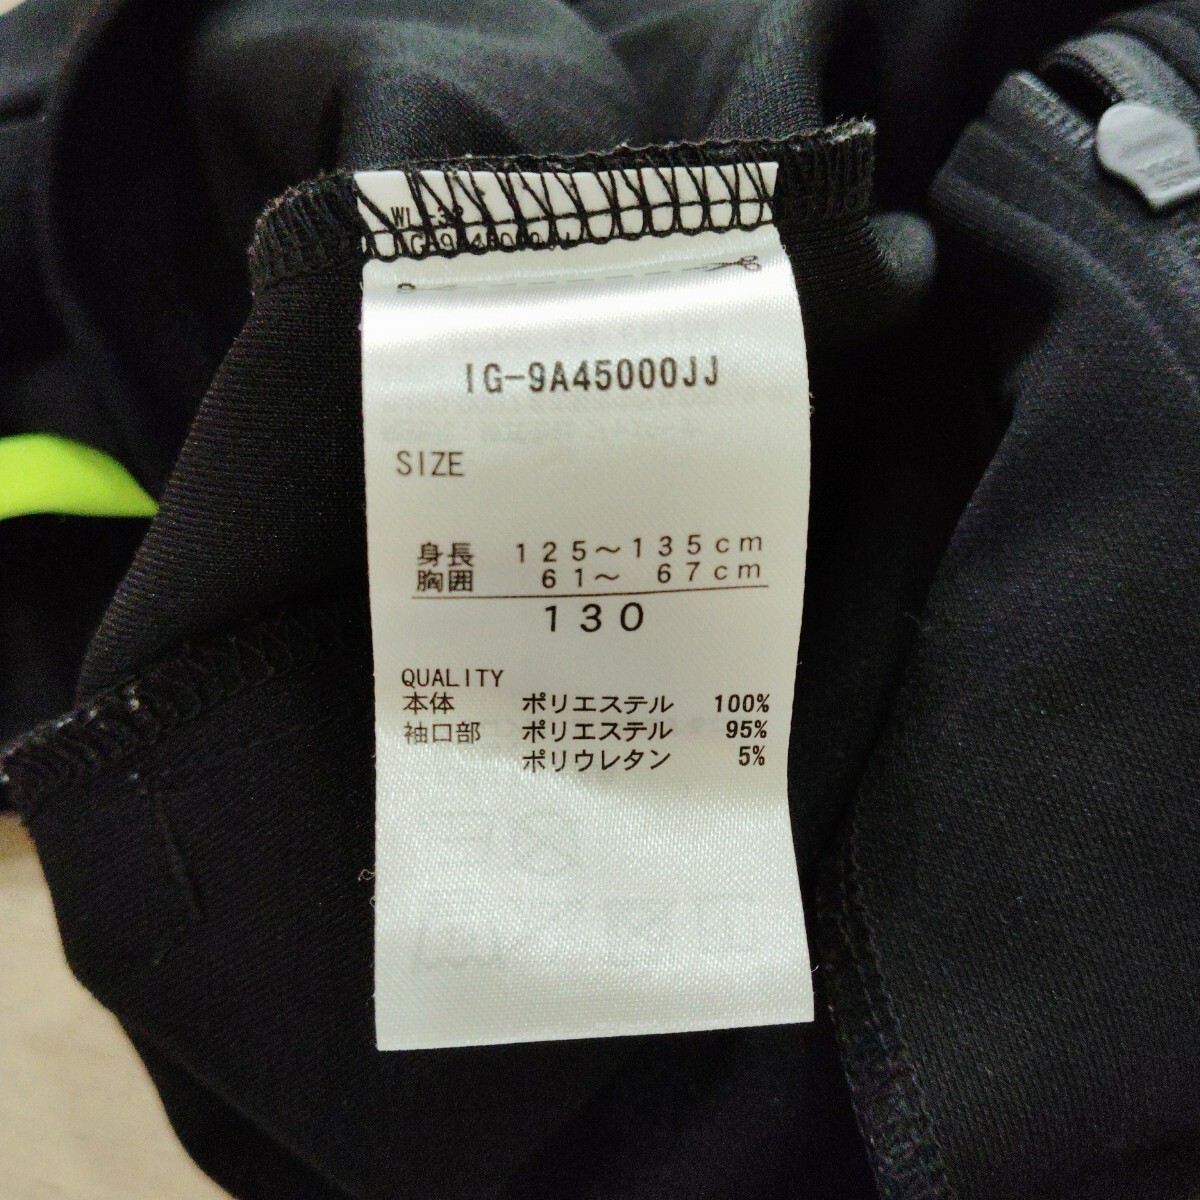 IG-9A45000JJ
SIZE
身長 125～135cm
胸囲 61～ 67cm
130
QUALITY
本体 ポリエステル 100%
袖口部 ポリエステル 95%
ポリウレタン 5%